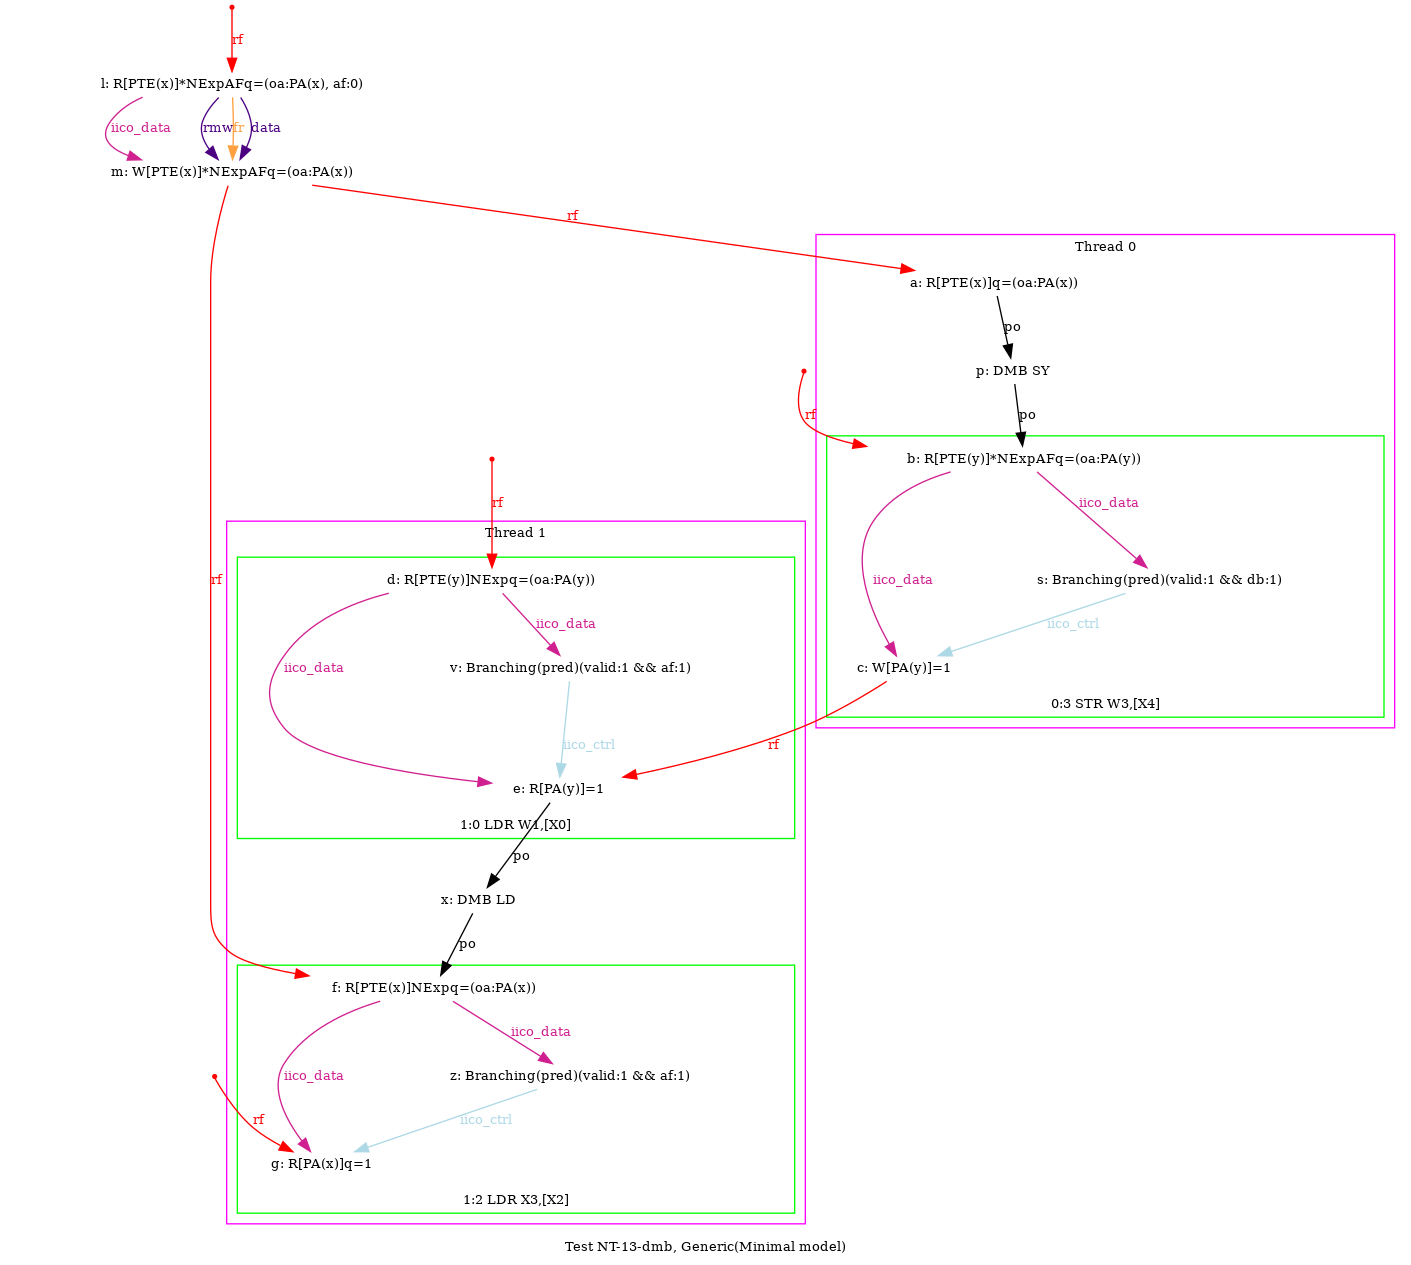 rf
l: R[PTE(x)]*NExpAFq=(oa:PA(x), af:0)
iico_data
rmw
fr
data
m: W[PTE(x)]*NExpAFq=(oa:PA(x))
rf
Thread 0
a: R[PTE(x)]q=(oa:PA(x))
po
p: DMB SY
rf
po
b: R[PTE(y)]*NExpAFq=(oa:PA(y))
rf
iico_data
Thread 1
rf
d: R[PTE(y)]NExpq=(oa:PA(y))
iico_data
s: Branching(pred)(valid:1 && db:1)
iico_data
iico_ctrl
iico_data
v: Branching(pred)(valid:1 && af:1)
c: W[PA(y)]=1
0:3 STR W3,[X4]
iico_ctrl
rf
e: R[PA(y)]=1
1:0 LDR W1,[X0]
po
x: DMB LD
po
f: R[PTE(x)]NExpq=(oa:PA(x))
iico_data
iico_data
z: Branching(pred)(valid:1 && af:1)
rf
iico_ctrl
g: R[PA(x)]q=1
1:2 LDR X3,[X2]
Test NT-13-dmb, Generic(Minimal model)